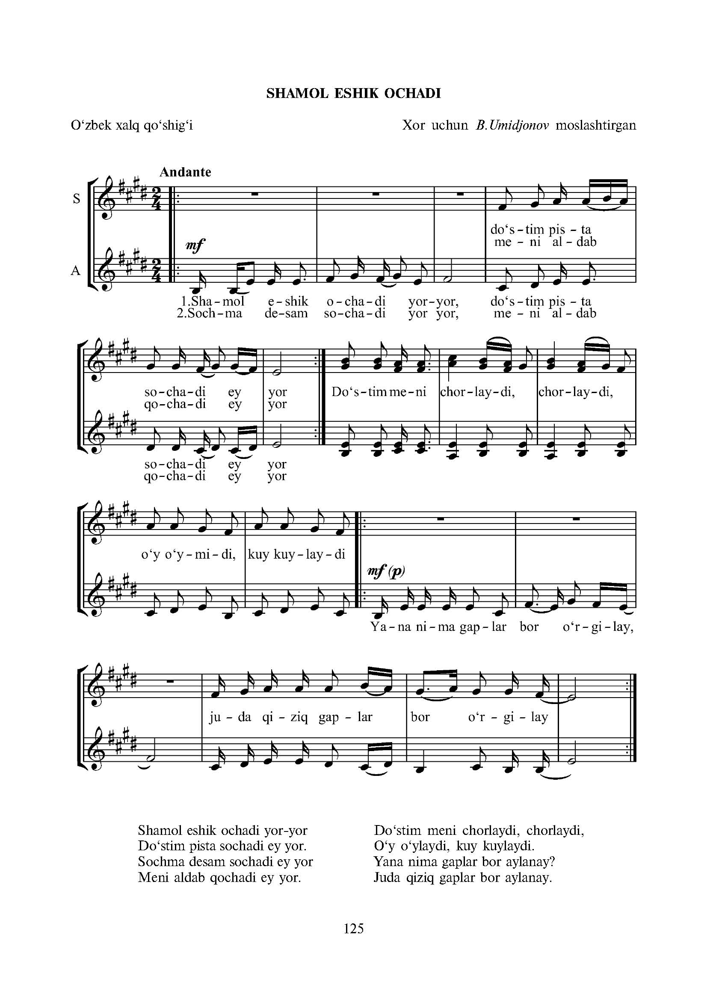 SHAMOL ESHIK OCHADI
O‘zbek xalq qo‘shig‘i
Xor uchun B.Umidjonov moslashtirgan
Andante
S
do‘s – tim pis – ta
me – ni al – dab
mf
A
1.Sha – mol e – shik o – cha – di yor – yor, do‘s – tim pis – ta
2.Soch – ma de – sam so – cha – di yor yor, me – ni al – dab
so – cha – di ey yor Do‘s – tim me – ni chor – lay – di, chor – lay – di,
qo – cha – di ey yor
so – cha – di ey yor
qo – cha – di ey yor
o‘y o‘y – mi – di, kuy kuy – lay – di
mf (p)
Ya – na ni – ma gap – lar bor o‘r – gi – lay,
ju – da qi – ziq gap – lar bor o‘r – gi – lay
Shamol eshik ochadi yor-yor
Do‘stim pista sochadi ey yor.
Sochma desam sochadi ey yor
Meni aldab qochadi ey yor.
Do‘stim meni chorlaydi, chorlaydi,
O‘y o‘ylaydi, kuy kuylaydi.
Yana nima gaplar bor aylanay?
Juda qiziq gaplar bor aylanay.
125